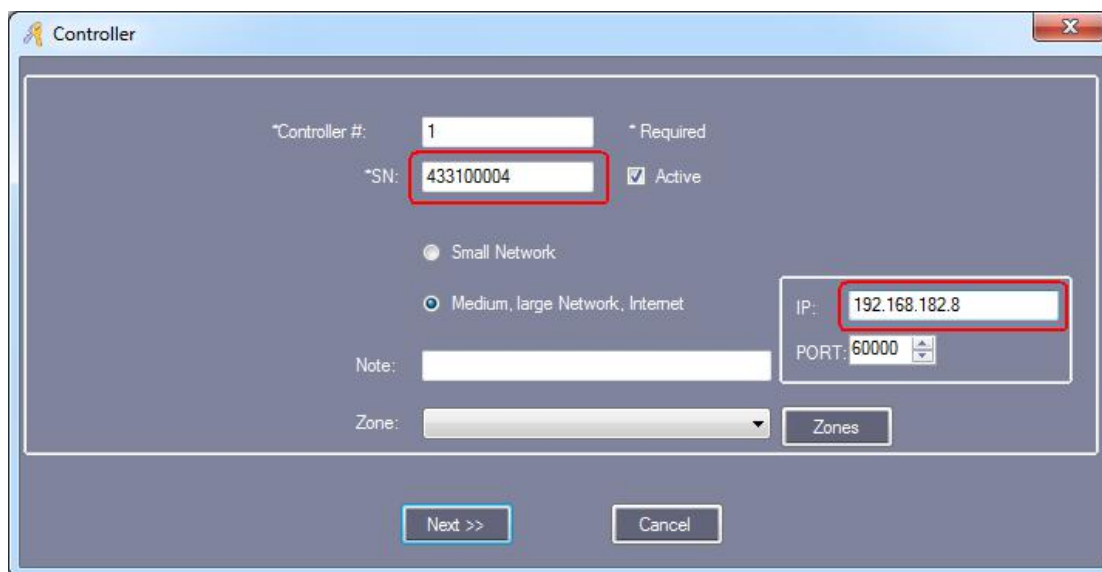 Controller
*Controller #: 1 * Required
*SN: 433100004 Active
Small Network
Medium, large Network, Internet
IP: 192.168.182.8
PORT: 60000
Note:
Zone: Zones
Next >> Cancel